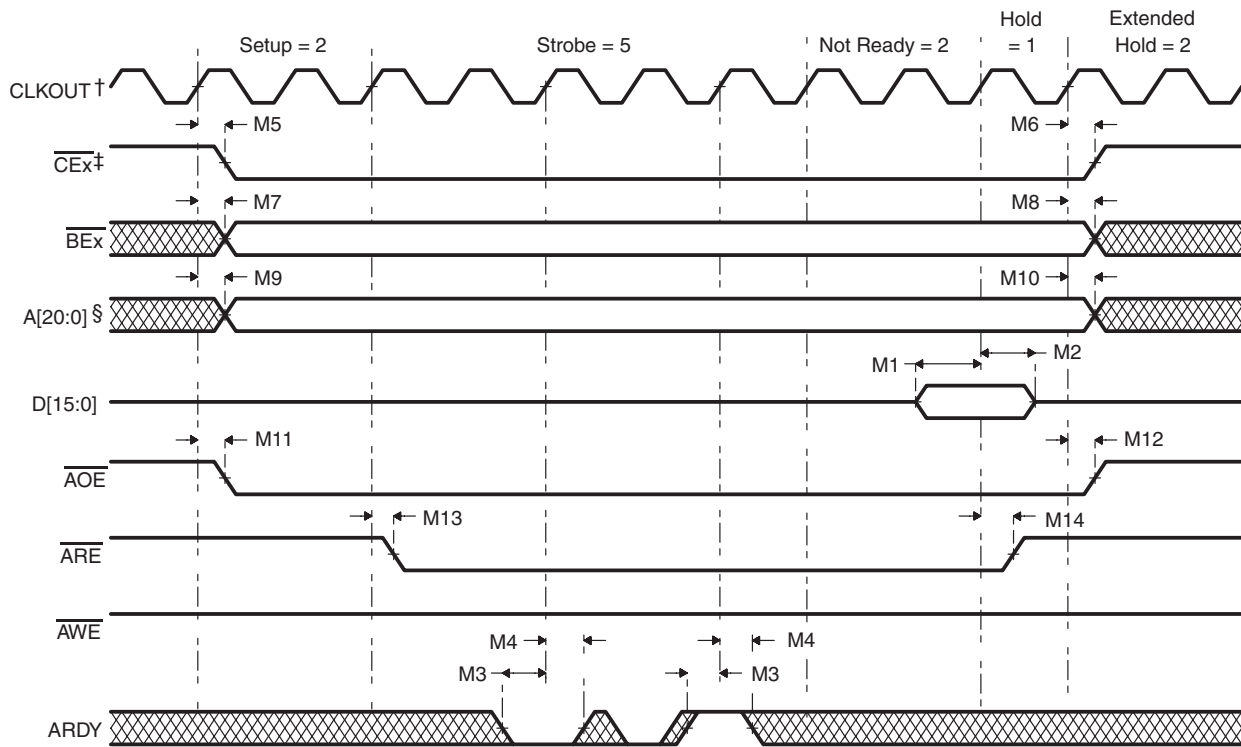 Setup = 2
Strobe = 5
Not Ready = 2
Hold
= 1
Extended
Hold = 2
CLKOUT †
M5
M6
CEx‡
M7
M8
BEx
M9
M10
A[20:0] §
M1
M2
D[15:0]
M11
M12
AOE
M13
M14
ARE
AWE
M4
M4
M3
M3
ARDY